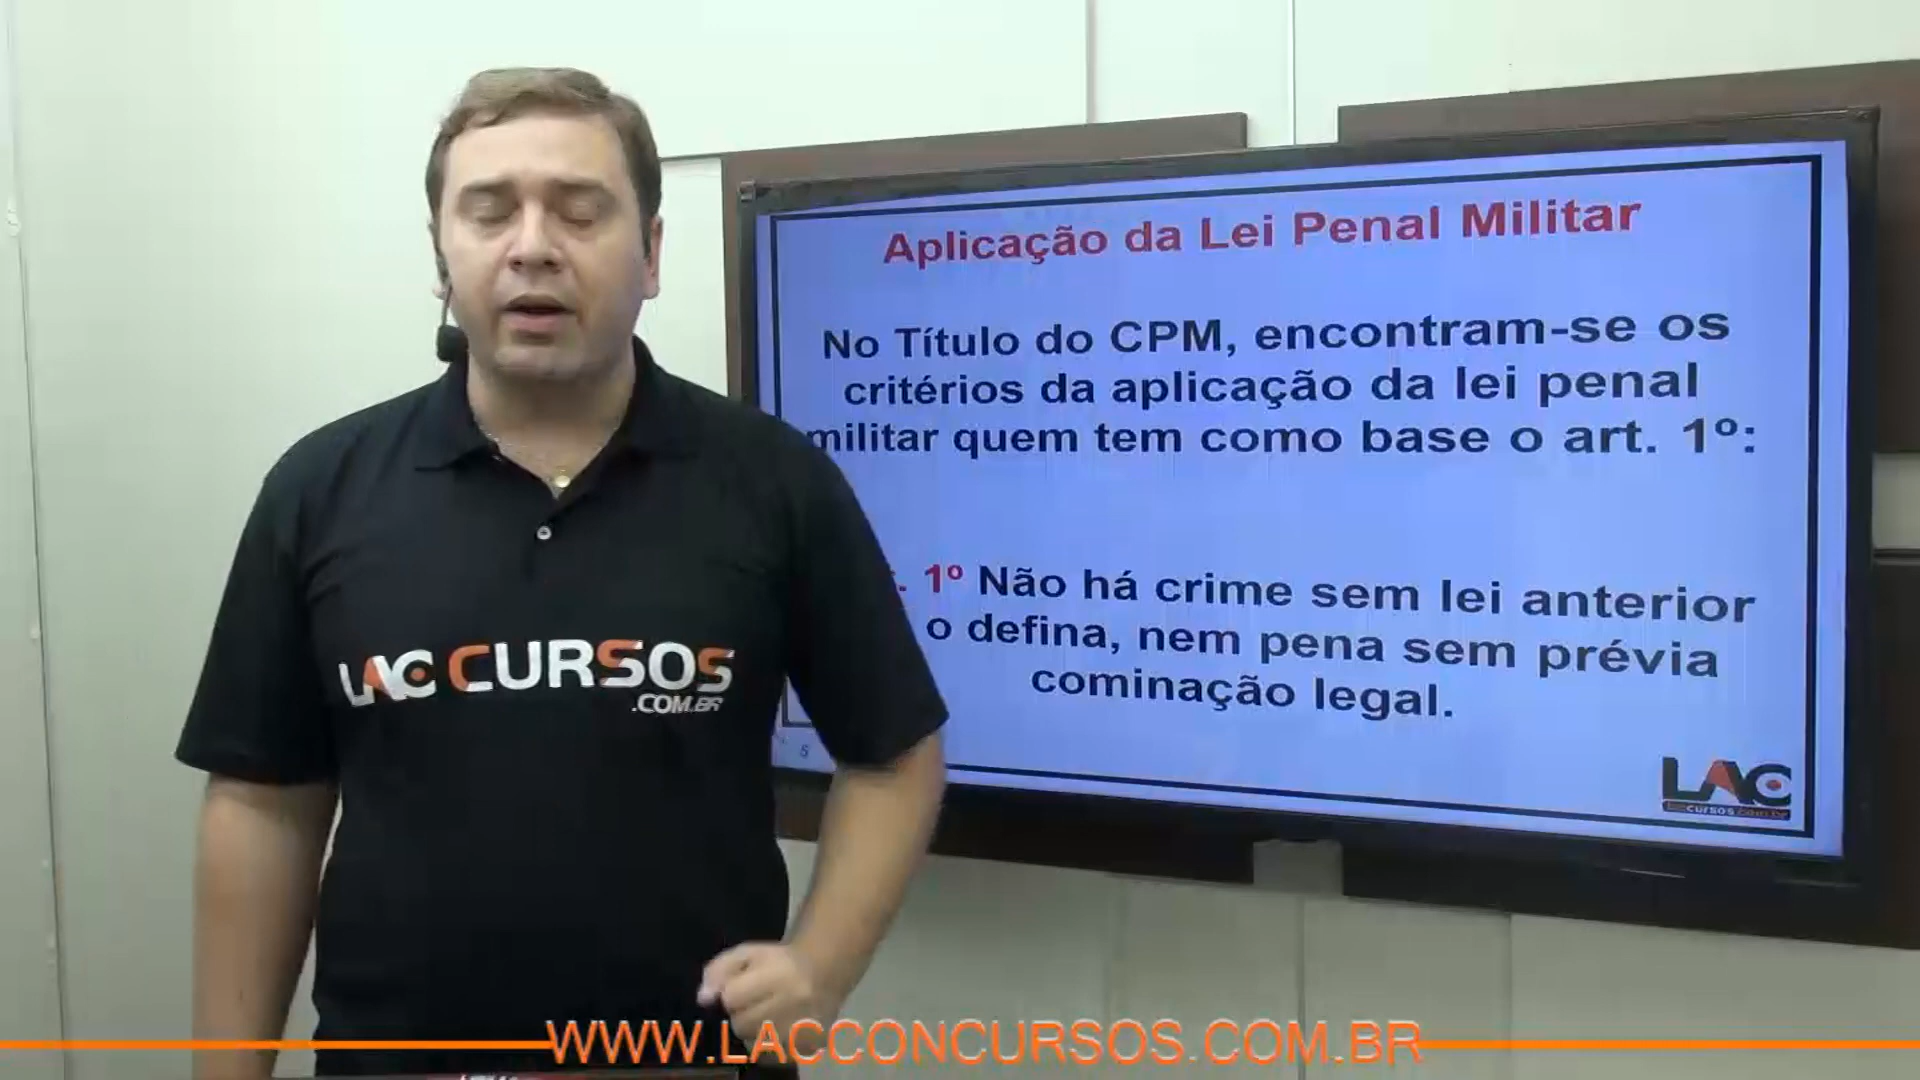 Aplicação da Lei Penal Militar
No Título do CPM, encontram-se os
critérios da aplicação da lei penal
militar quem tem como base o art. 1º:
. 1º Não há crime sem lei anterior
o defina, nem pena sem prévia
cominação legal.
5
LAC
LAC CURSOS
.COM.BR
WWW.LACCONCURSOS.COM.BR